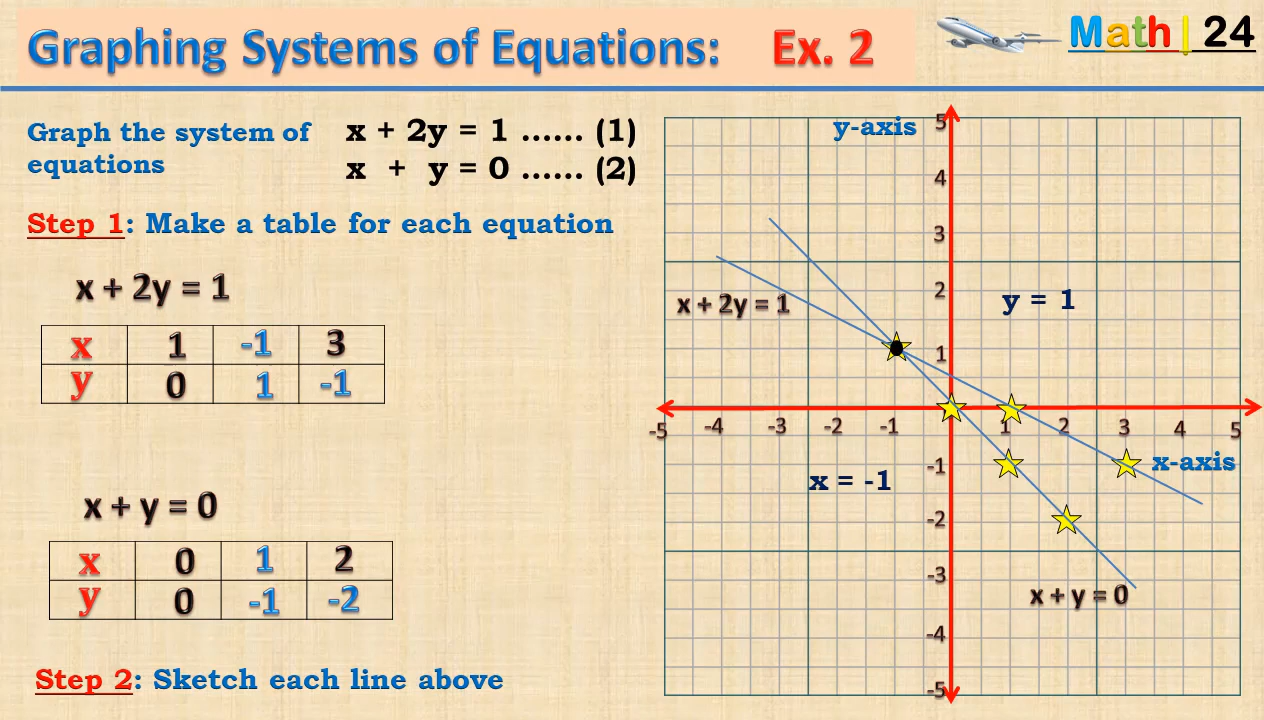 Graphing Systems of Equations: Ex. 2
Math | 24
Graph the system of
equations
x + 2y = 1 ...... (1)
x + y = 0 ...... (2)
Step 1: Make a table for each equation
x + 2y = 1
x 1 -1 3
y 0 1 -1
x + y = 0
x 0 1 2
y 0 -1 -2
Step 2: Sketch each line above
y-axis
5
4
3
2
1
x + 2y = 1
y = 1
-5 -4 -3 -2 -1 1 2 3 4 5
x-axis
x = -1
-1
-2
-3
x + y = 0
-4
-5